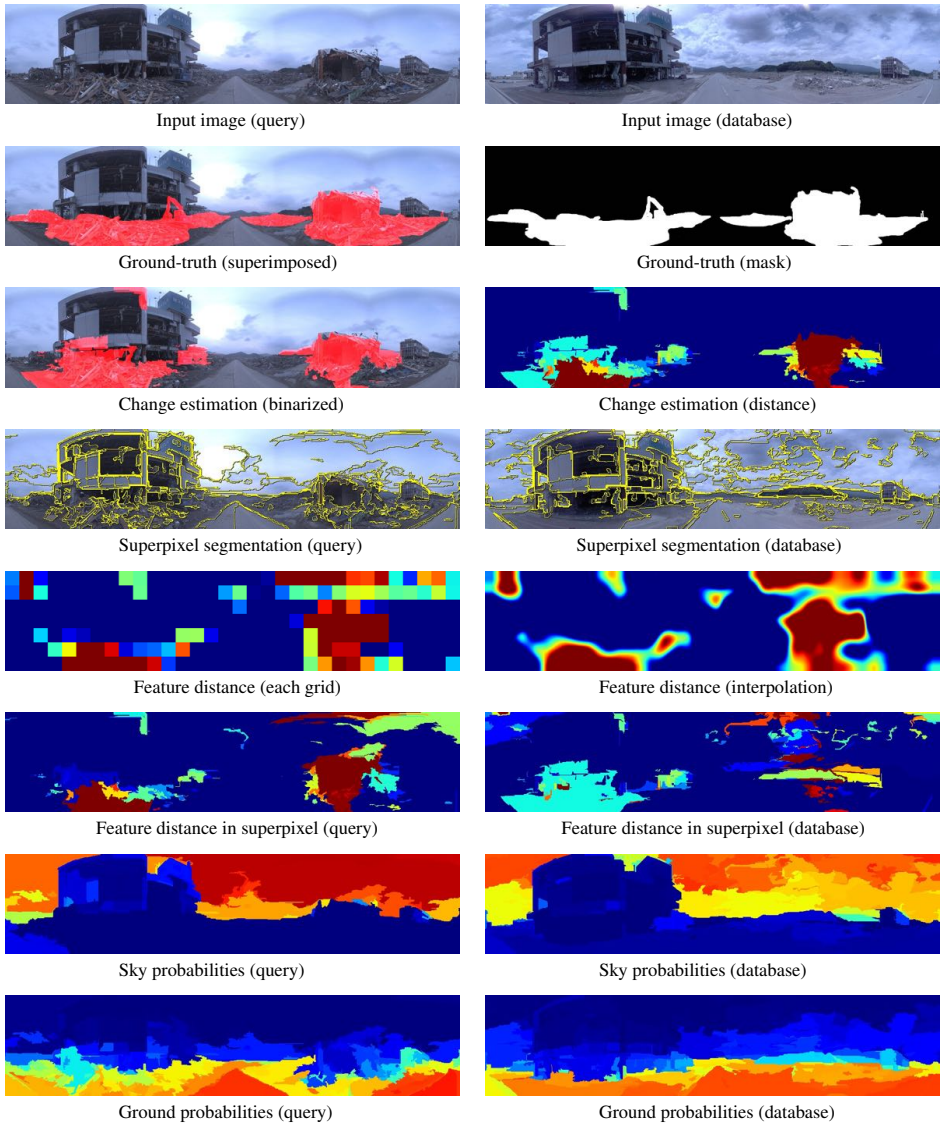 Input image (query)
Input image (database)
Ground-truth (superimposed)
Ground-truth (mask)
Change estimation (binarized)
Change estimation (distance)
Superpixel segmentation (query)
Superpixel segmentation (database)
Feature distance (each grid)
Feature distance (interpolation)
Feature distance in superpixel (query)
Feature distance in superpixel (database)
Sky probabilities (query)
Sky probabilities (database)
Ground probabilities (query)
Ground probabilities (database)